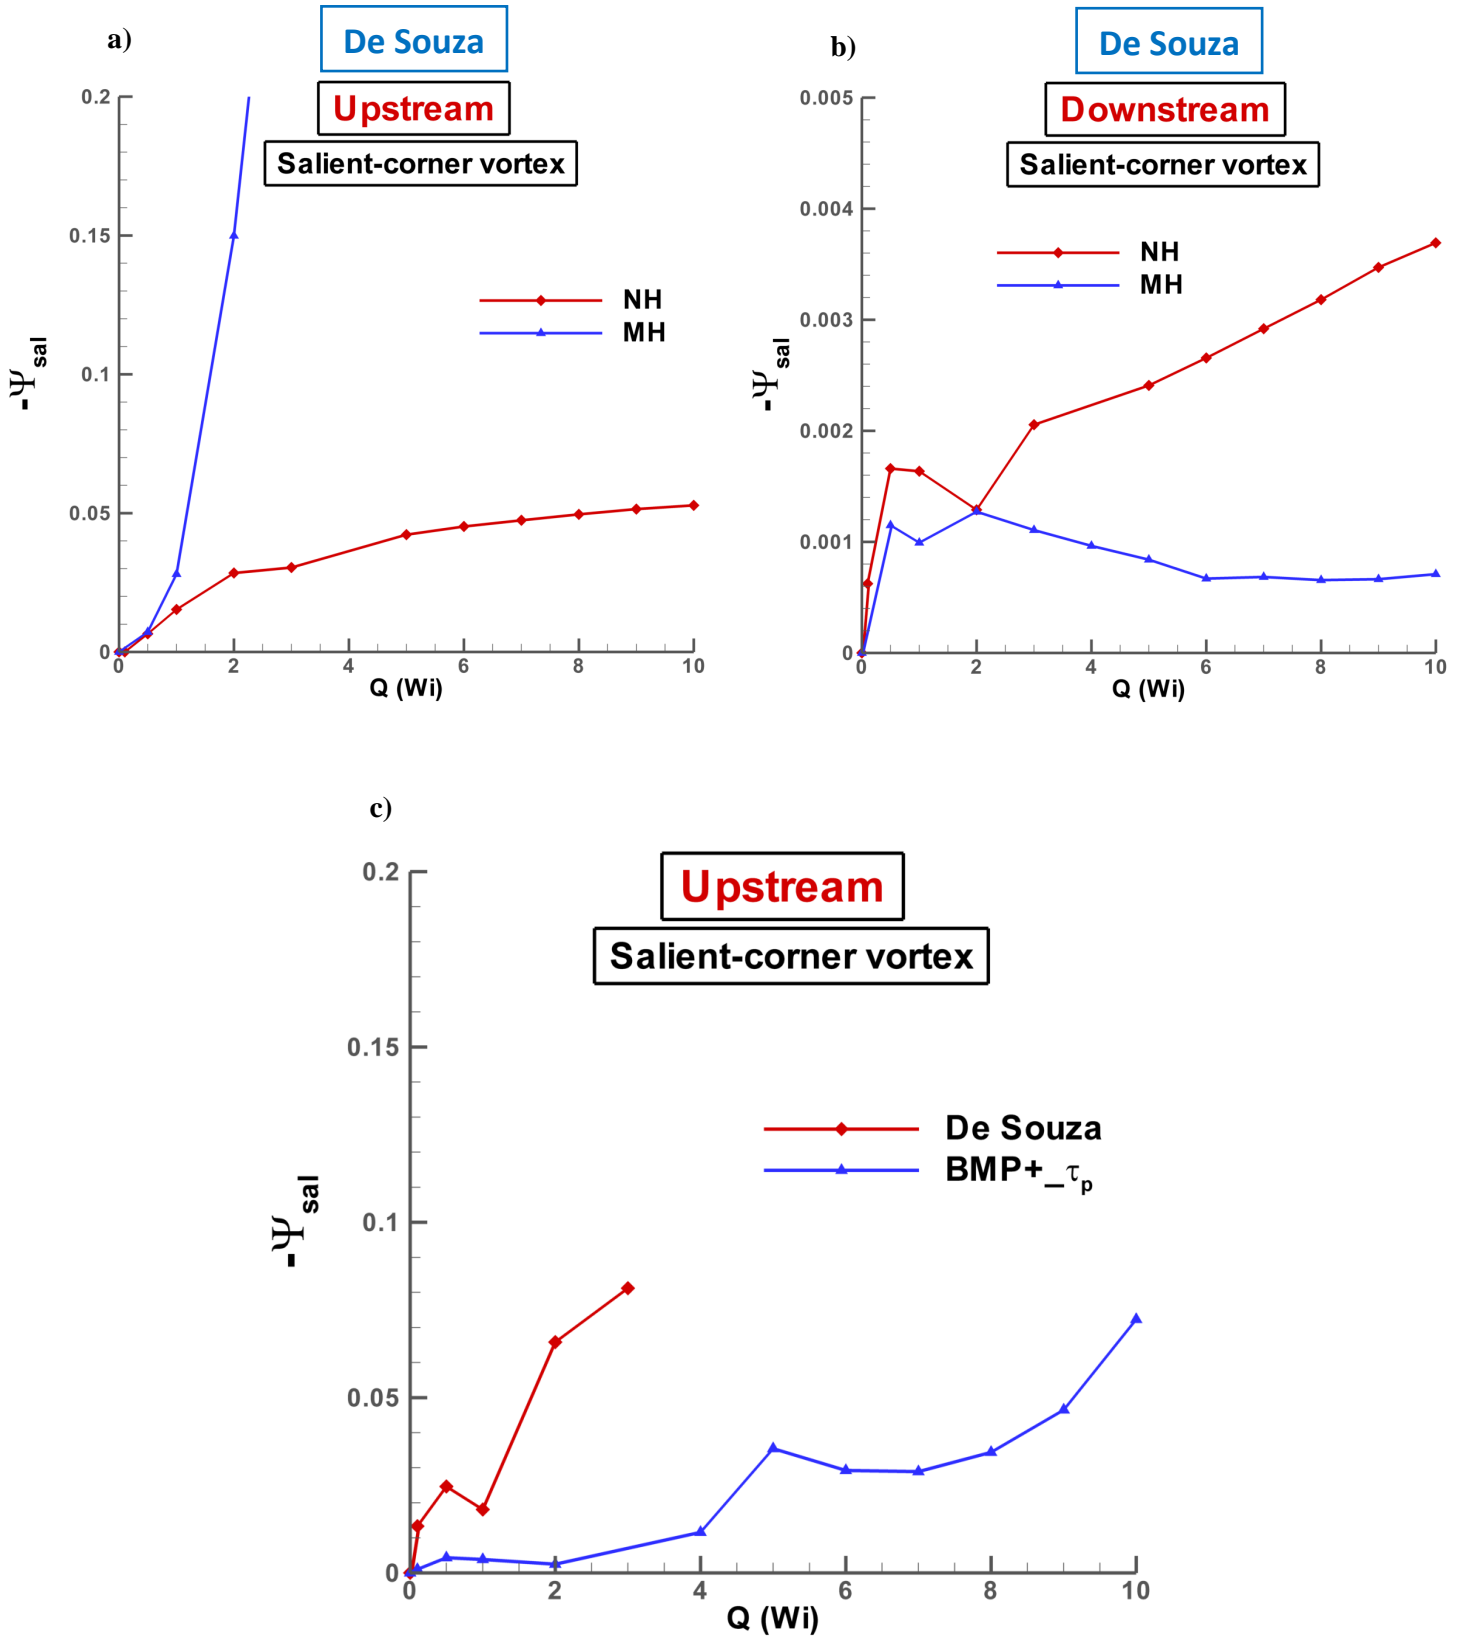 a)
De Souza
Upstream
Salient-corner vortex
0.2
0.15
0.1
0.05
0
-Ψsal
NH
MH
0 2 4 6 8 10
Q (Wi)
b)
De Souza
Downstream
Salient-corner vortex
0.005
0.004
0.003
0.002
0.001
0
-Ψsal
NH
MH
0 2 4 6 8 10
Q (Wi)
c)
Upstream
Salient-corner vortex
0.2
0.15
0.1
0.05
0
-Ψsal
De Souza
BMP+_τp
0 2 4 6 8 10
Q (Wi)